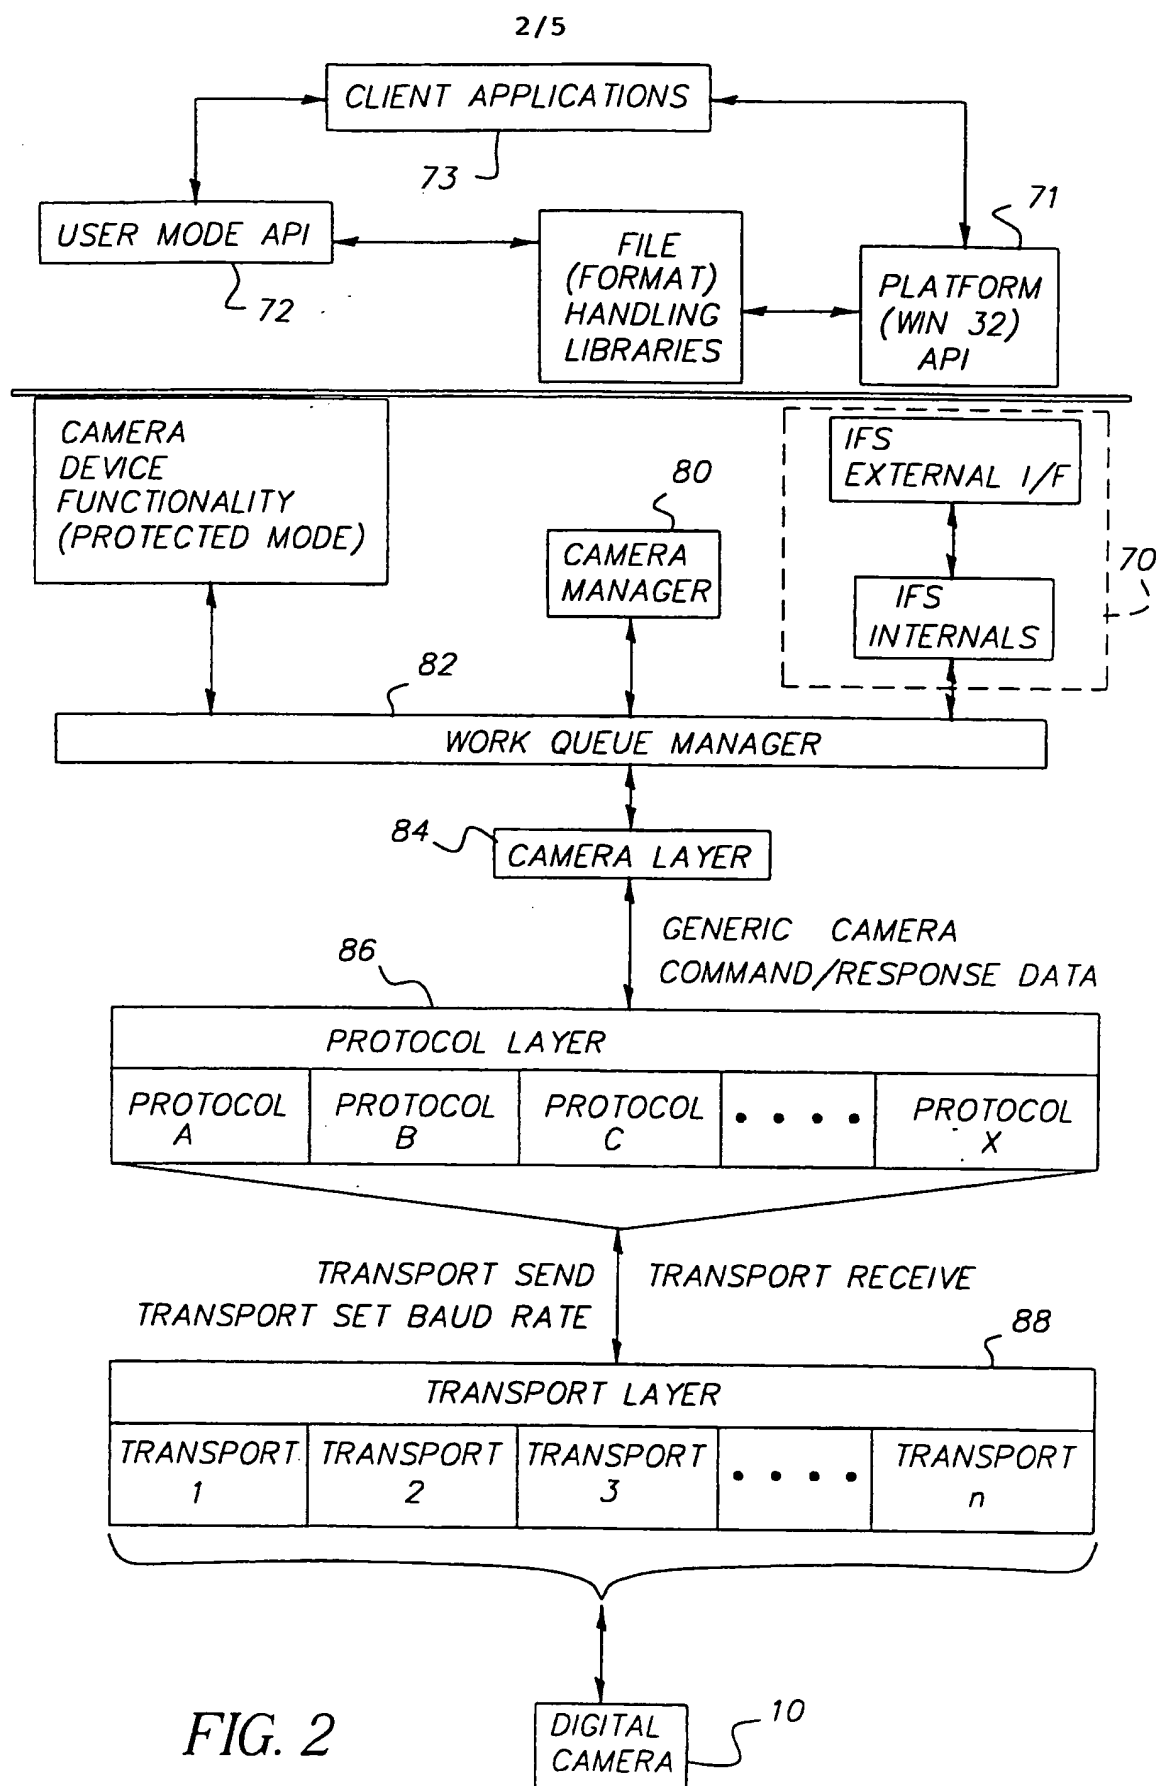 2/5
CLIENT APPLICATIONS
73
71
USER MODE API
72
FILE
(FORMAT)
HANDLING
LIBRARIES
PLATFORM
(WIN 32)
API
CAMERA
DEVICE
FUNCTIONALITY
(PROTECTED MODE)
80
CAMERA
MANAGER
IFS
EXTERNAL I/F
70
IFS
INTERNALS
82
WORK QUEUE MANAGER
84
CAMERA LAYER
GENERIC CAMERA
COMMAND/RESPONSE DATA
86
PROTOCOL LAYER
PROTOCOL
A
PROTOCOL
B
PROTOCOL
C
• • • •
PROTOCOL
X
TRANSPORT SEND
TRANSPORT SET BAUD RATE
TRANSPORT RECEIVE
88
TRANSPORT LAYER
TRANSPORT
1
TRANSPORT
2
TRANSPORT
3
• • • •
TRANSPORT
n
10
DIGITAL
CAMERA
FIG. 2